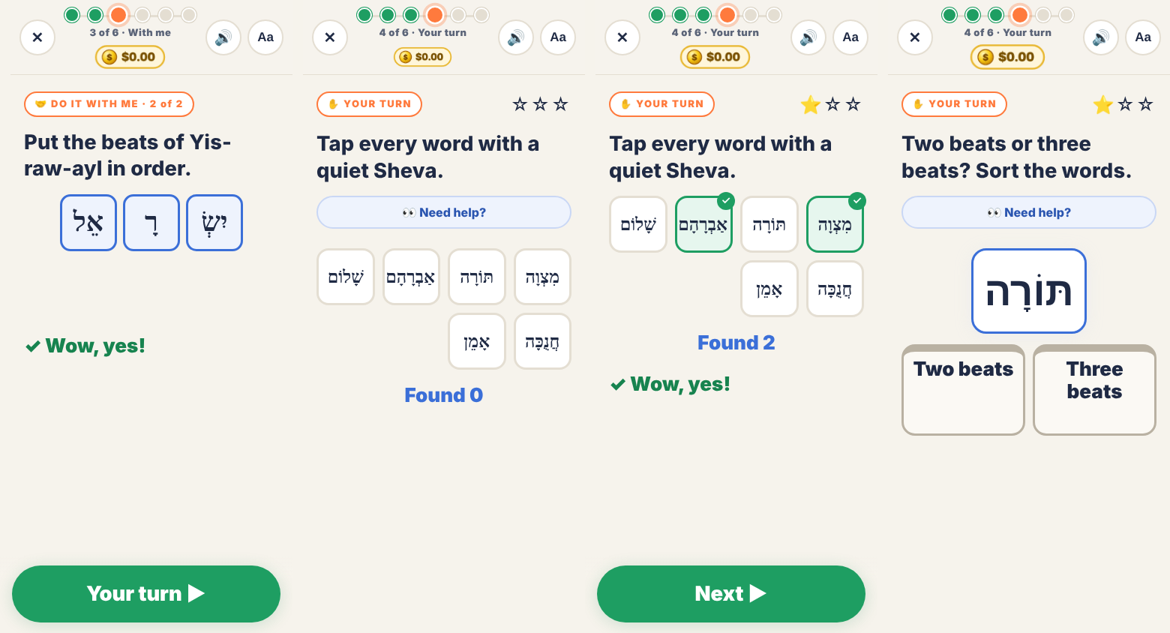 3 of 6 · With me
$0.00
Aa
DO IT WITH ME · 2 of 2
Put the beats of Yis-
raw-ayl in order.
יִשְׂ רָ אֵל
✓ Wow, yes!
Your turn ▶
4 of 6 · Your turn
$0.00
Aa
YOUR TURN
Tap every word with a
quiet Sheva.
Need help?
מִצְוָה תּוֹרָה אַבְרָהָם שָׁלוֹם
חֲנֻכָּה אָמֵן
Found 0
4 of 6 · Your turn
$0.00
Aa
YOUR TURN
Tap every word with a
quiet Sheva.
מִצְוָה תּוֹרָה אַבְרָהָם שָׁלוֹם
חֲנֻכָּה אָמֵן
Found 2
✓ Wow, yes!
Next ▶
4 of 6 · Your turn
$0.00
Aa
YOUR TURN
Two beats or three
beats? Sort the words.
Need help?
תּוֹרָה
Two beats
Three
beats